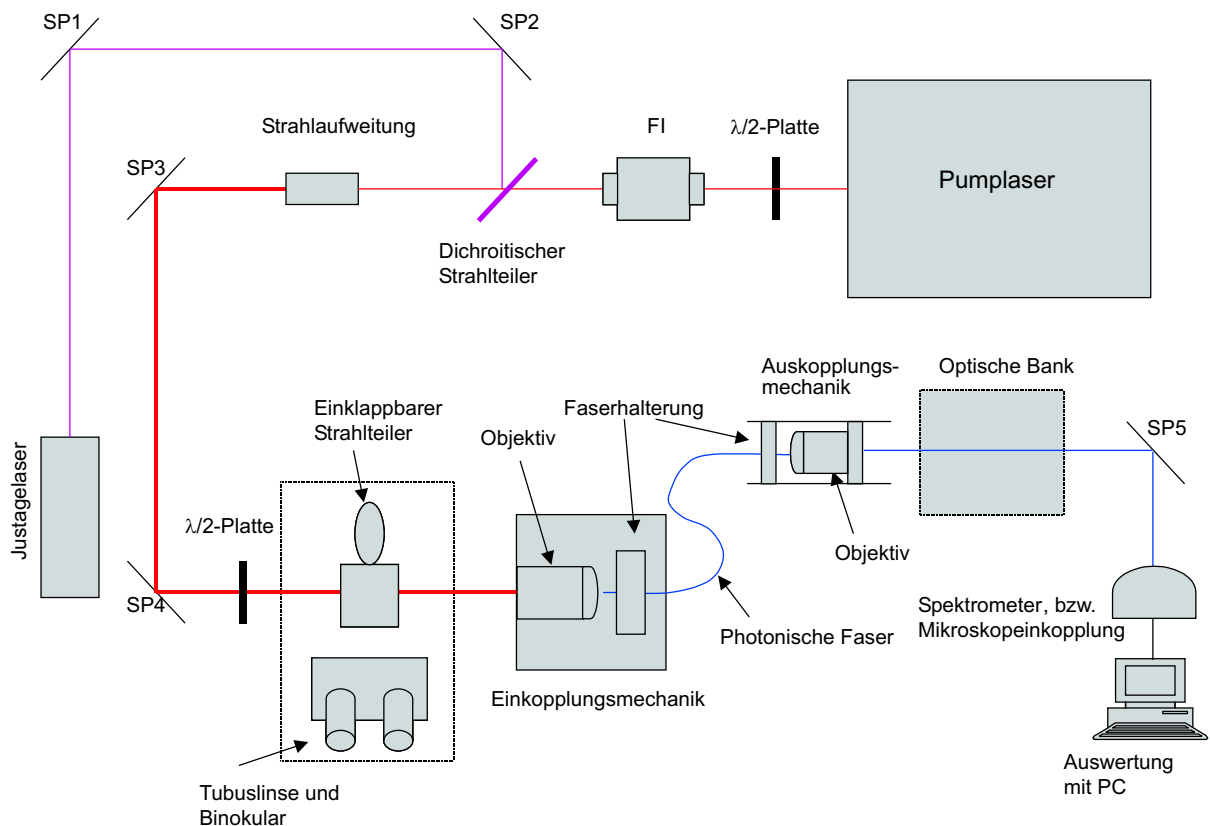 SP1
SP2
Strahlaufweitung
FI
λ/2-Platte
SP3
Pumplaser
Dichroitischer
Strahlteiler
Auskopplungs-
mechanik
Optische Bank
Einklappbarer
Strahlteiler
Faserhalterung
Objektiv
SP5
Justagelaser
λ/2-Platte
Objektiv
SP4
Spektrometer, bzw.
Mikroskopeinkopplung
Photonische Faser
Einkopplungsmechanik
Tubuslinse und
Binokular
Auswertung
mit PC